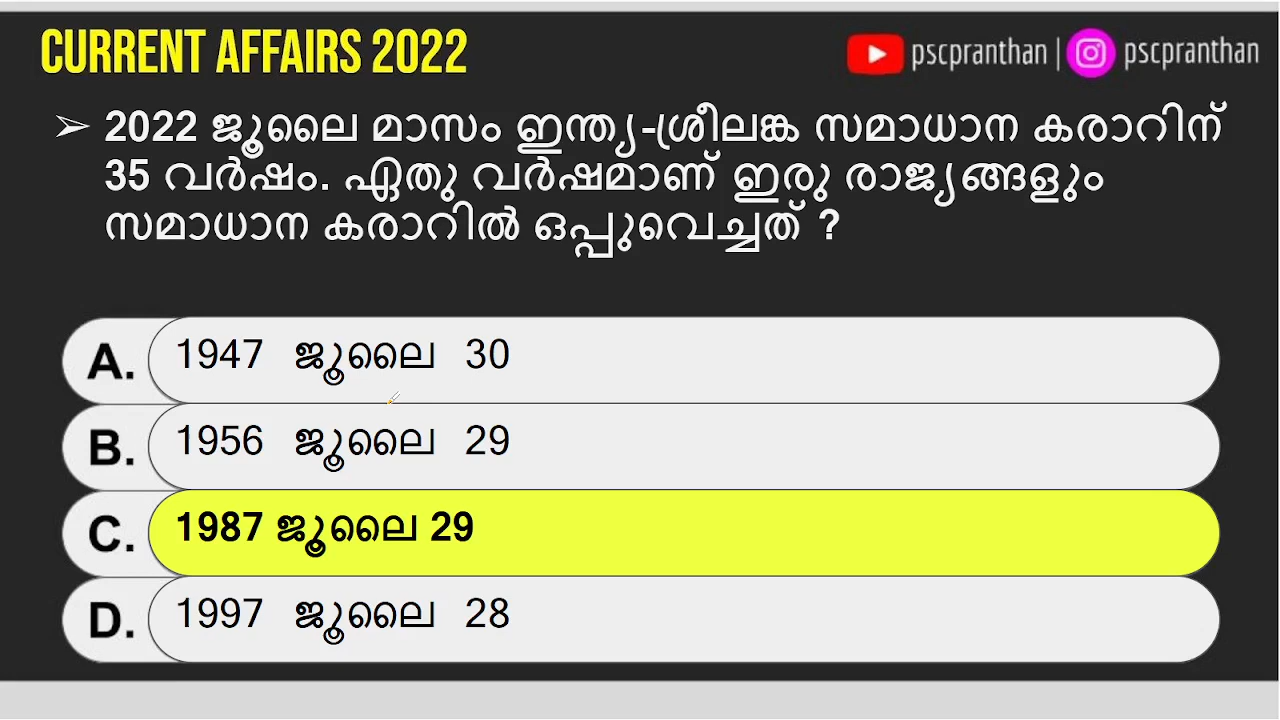 CURRENT AFFAIRS 2022
pscpranthan | pscpranthan
➢ 2022 ജൂലൈ മാസം ഇന്ത്യ-ശ്രീലങ്ക സമാധാന കരാറിന്
35 വർഷം. ഏതു വർഷമാണ് ഇരു രാജ്യങ്ങളും
സമാധാന കരാറിൽ ഒപ്പുവെച്ചത് ?
A. 1947 ജൂലൈ 30
B. 1956 ജൂലൈ 29
C. 1987 ജൂലൈ 29
D. 1997 ജൂലൈ 28